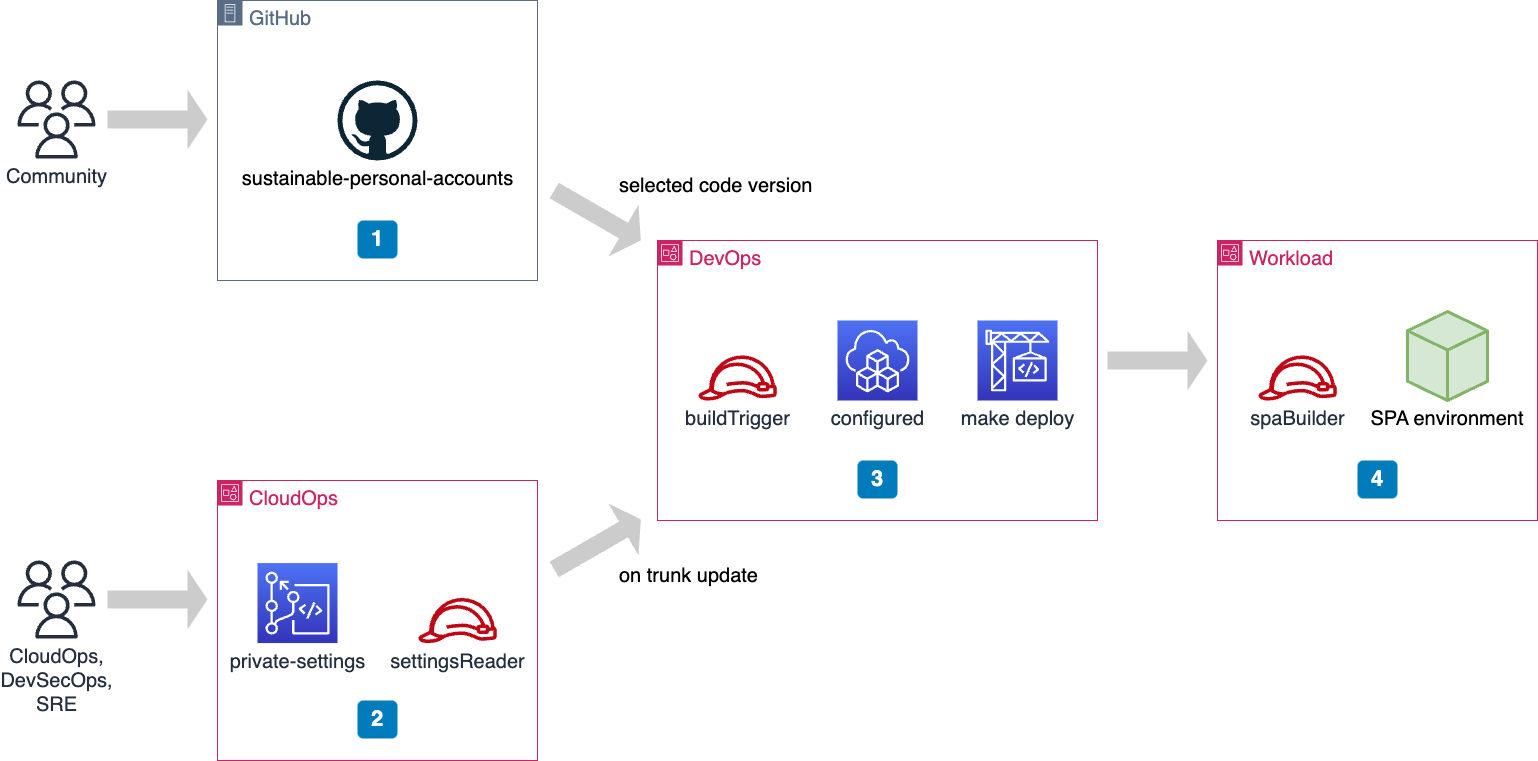 GitHub
Community
sustainable-personal-accounts
1
selected code version
DevOps
buildTrigger
configured
make deploy
3
Workload
spaBuilder
SPA environment
4
CloudOps
CloudOps,
DevSecOps,
SRE
private-settings
settingsReader
2
on trunk update